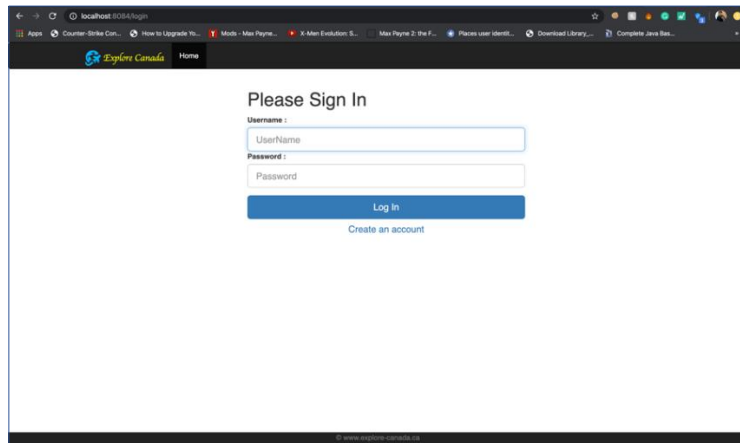 localhost:8084/login
Apps Counter-Strike Con... How to Upgrade Yo... Mods - Max Payne... X-Men Evolution: S... Max Payne 2: the F... Places user identit... Download Library,... Complete Java Bas...
Explore Canada Home
Please Sign In
Username :
UserName
Password :
Password
Log In
Create an account
© www.explore-canada.ca